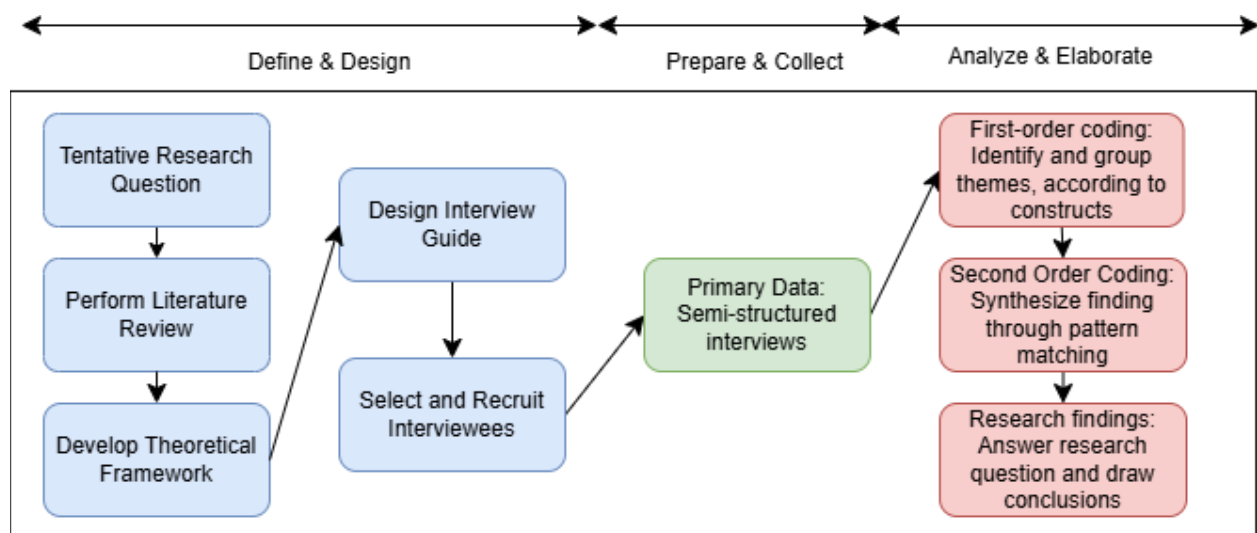 Define & Design
Prepare & Collect
Analyze & Elaborate
Tentative Research
Question
Perform Literature
Review
Develop Theoretical
Framework
Design Interview
Guide
Select and Recruit
Interviewees
Primary Data:
Semi-structured
interviews
First-order coding:
Identify and group
themes, according to
constructs
Second Order Coding:
Synthesize finding
through pattern
matching
Research findings:
Answer research
question and draw
conclusions